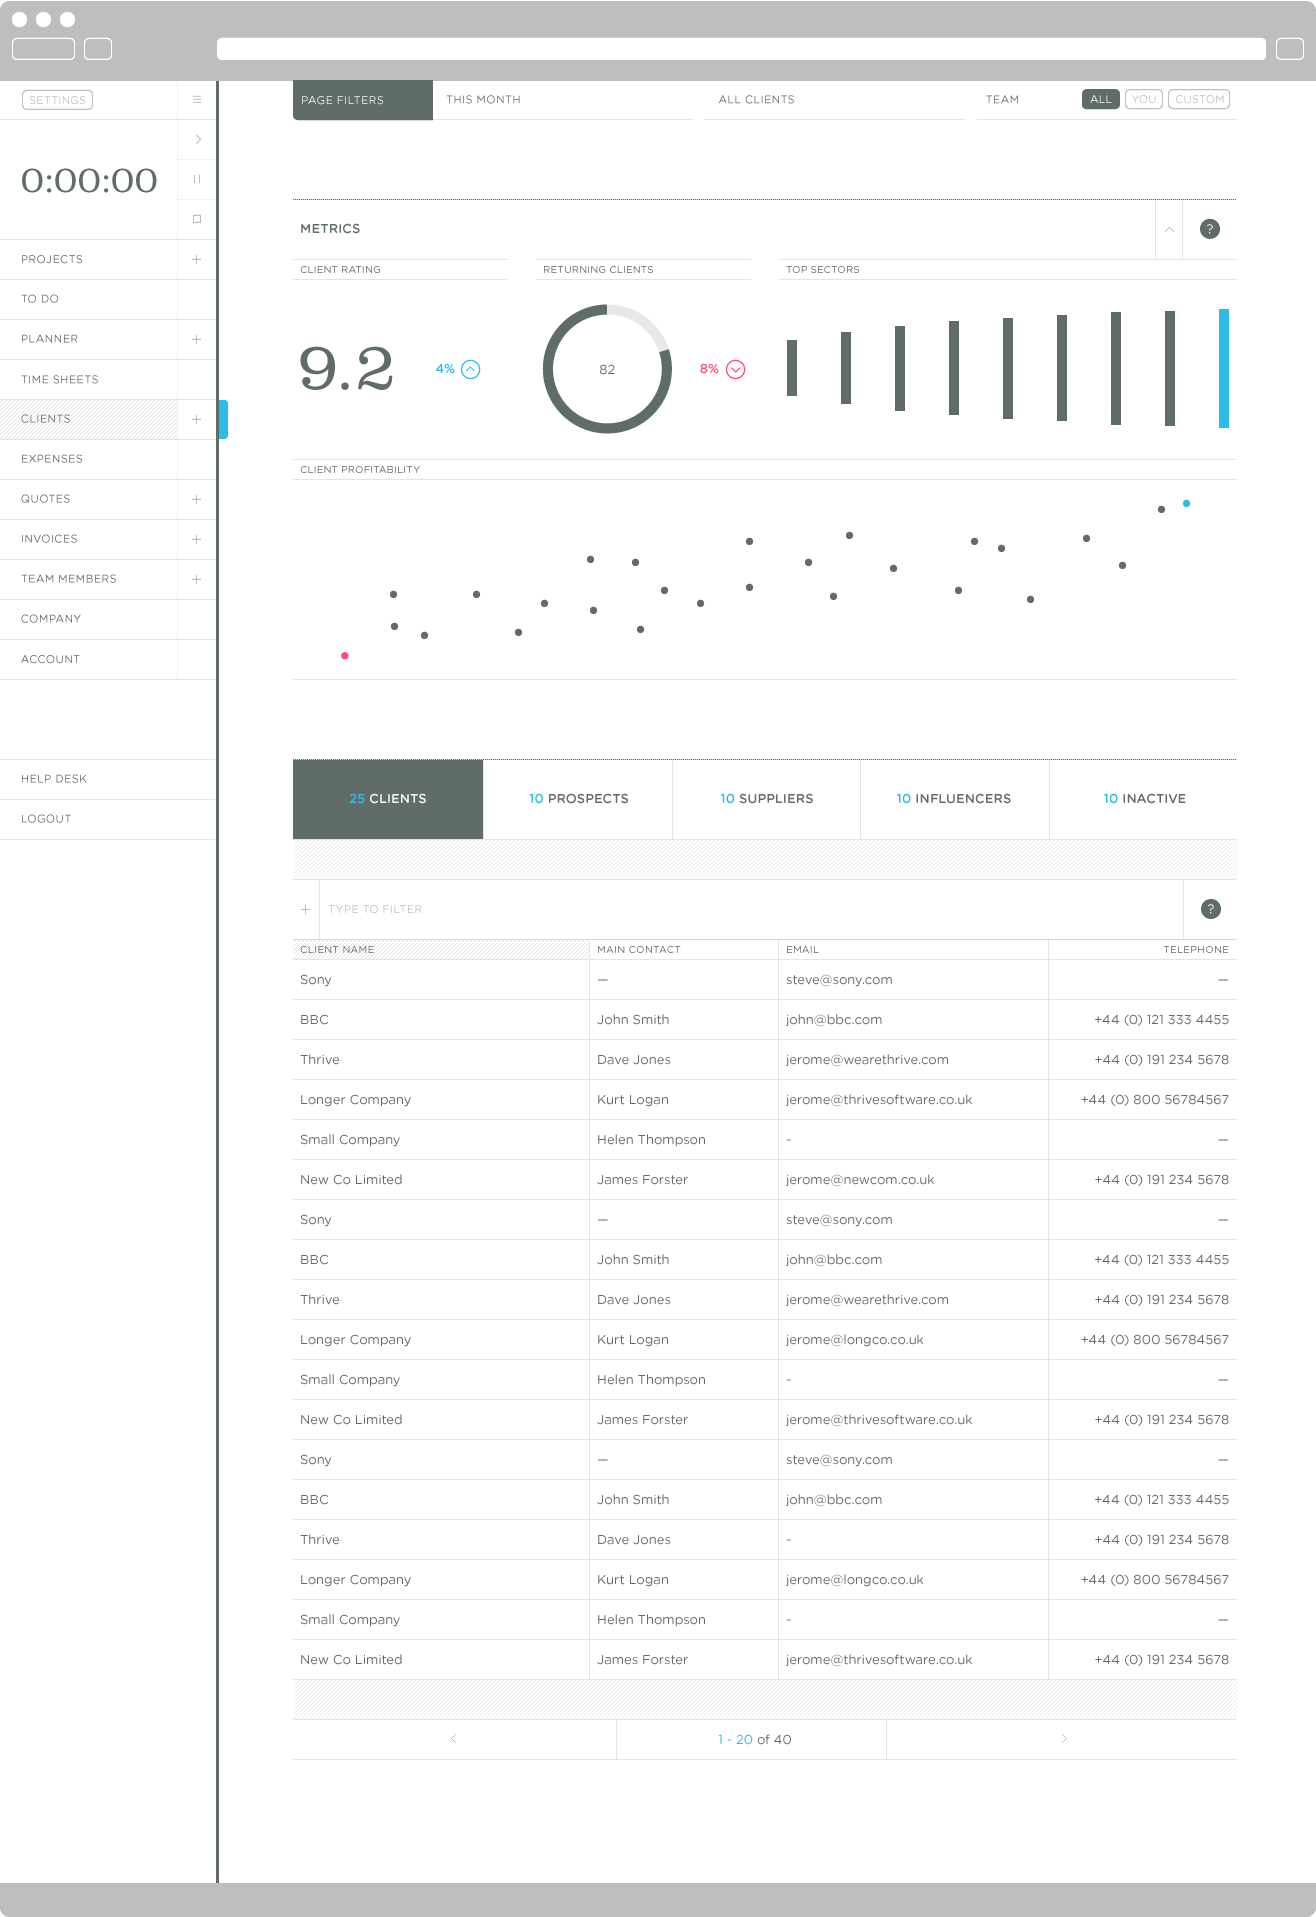 SETTINGS
PAGE FILTERS THIS MONTH ALL CLIENTS TEAM ALL YOU CUSTOM
0:00:00
PROJECTS
TO DO
PLANNER
TIME SHEETS
CLIENTS
EXPENSES
QUOTES
INVOICES
TEAM MEMBERS
COMPANY
ACCOUNT
HELP DESK
LOGOUT
METRICS ?
CLIENT RATING RETURNING CLIENTS TOP SECTORS
9.2 4% 82 8%
CLIENT PROFITABILITY
25 CLIENTS 10 PROSPECTS 10 SUPPLIERS 10 INFLUENCERS 10 INACTIVE
+ TYPE TO FILTER ?
CLIENT NAME MAIN CONTACT EMAIL TELEPHONE
Sony — steve@sony.com —
BBC John Smith john@bbc.com +44 (0) 121 333 4455
Thrive Dave Jones jerome@wearethrive.com +44 (0) 191 234 5678
Longer Company Kurt Logan jerome@thrivesoftware.co.uk +44 (0) 800 56784567
Small Company Helen Thompson - —
New Co Limited James Forster jerome@newcom.co.uk +44 (0) 191 234 5678
Sony — steve@sony.com —
BBC John Smith john@bbc.com +44 (0) 121 333 4455
Thrive Dave Jones jerome@wearethrive.com +44 (0) 191 234 5678
Longer Company Kurt Logan jerome@longco.co.uk +44 (0) 800 56784567
Small Company Helen Thompson - —
New Co Limited James Forster jerome@thrivesoftware.co.uk +44 (0) 191 234 5678
Sony — steve@sony.com —
BBC John Smith john@bbc.com +44 (0) 121 333 4455
Thrive Dave Jones - +44 (0) 191 234 5678
Longer Company Kurt Logan jerome@longco.co.uk +44 (0) 800 56784567
Small Company Helen Thompson - —
New Co Limited James Forster jerome@thrivesoftware.co.uk +44 (0) 191 234 5678
1 - 20 of 40